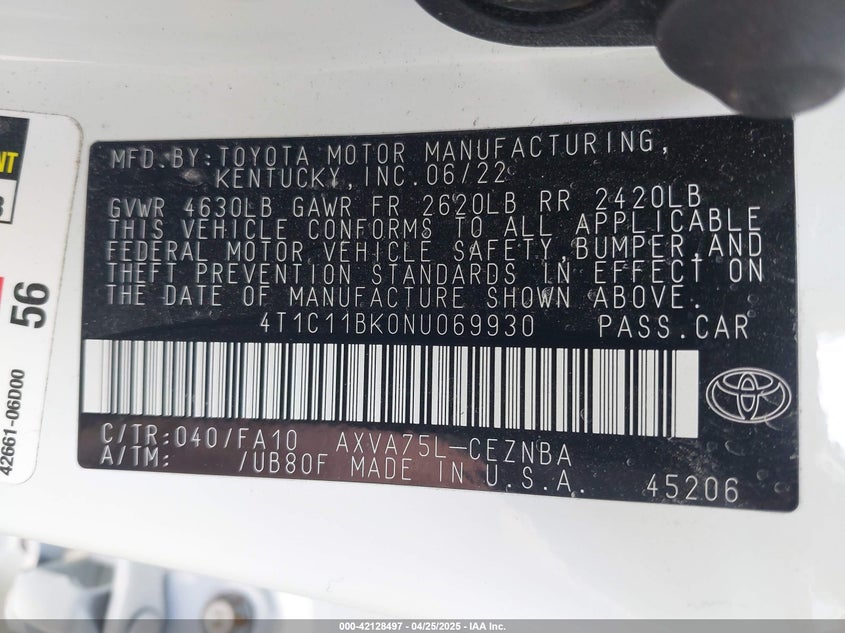 MFD.BY:TOYOTA MOTOR MANUFACTURING,
KENTUCKY,INC.06/22
GVWR 4630LB GAWR FR 2620LB RR 2420LB
THIS VEHICLE CONFORMS TO ALL APPLICABLE
FEDERAL MOTOR VEHICLE SAFETY,BUMPER,AND
THEFT PREVENTION STANDARDS IN EFFECT ON
THE DATE OF MANUFACTURE SHOWN ABOVE.
4T1C11BK0NU069930 PASS.CAR
C/TR:040/FA10 AXVA75L-CEZNBA
A/TM: /UB80F MADE IN U.S.A.
45206
56
42661-06D00
000-42128497 - 04/25/2025 - IAA Inc.